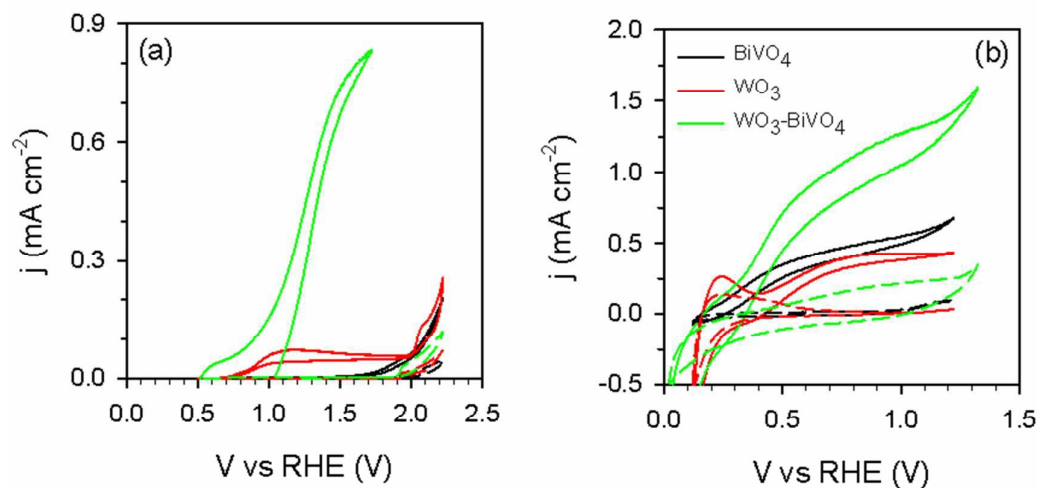 (a)
0.9
0.6
0.3
0.0
j (mA cm⁻²)
0.0 0.5 1.0 1.5 2.0 2.5
V vs RHE (V)
(b)
2.0
1.5
1.0
0.5
0.0
-0.5
j (mA cm⁻²)
BiVO₄
WO₃
WO₃-BiVO₄
0.0 0.5 1.0 1.5
V vs RHE (V)